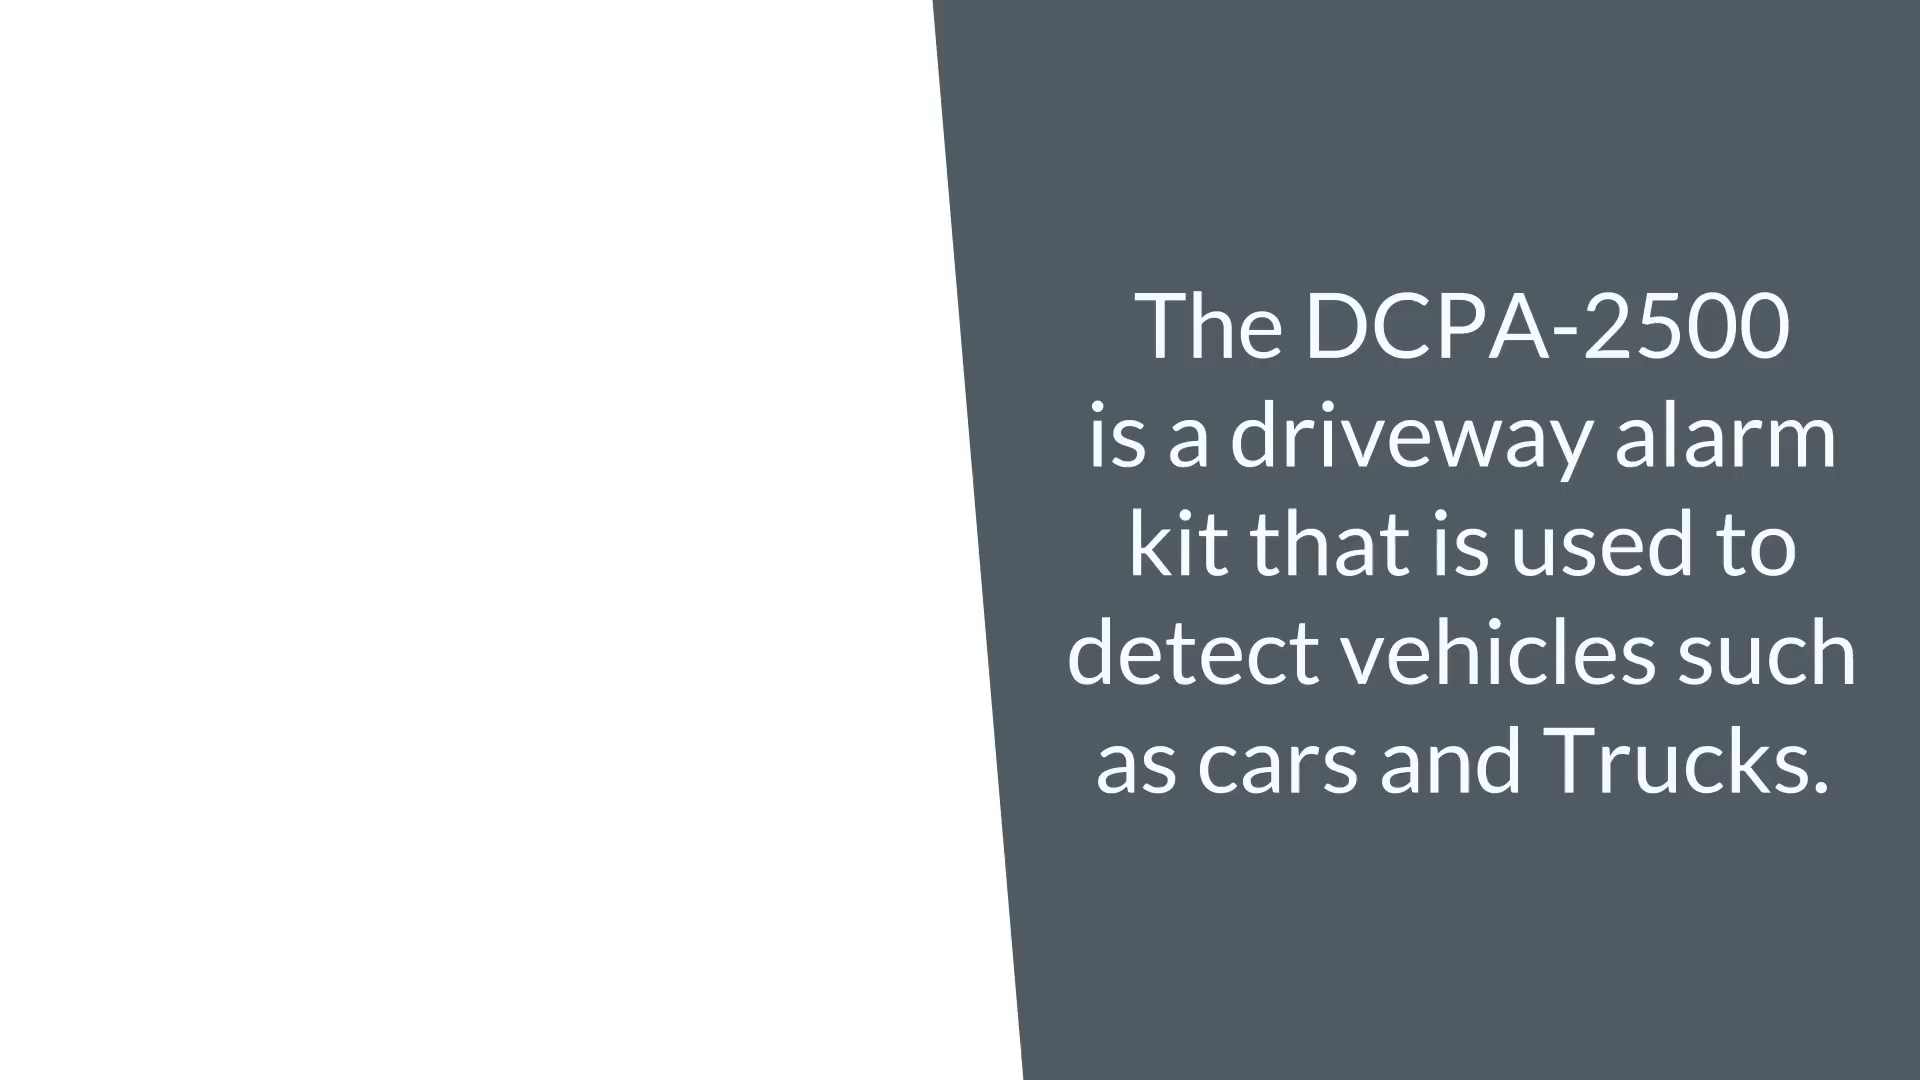 The DCPA-2500
is a driveway alarm
kit that is used to
detect vehicles such
as cars and Trucks.